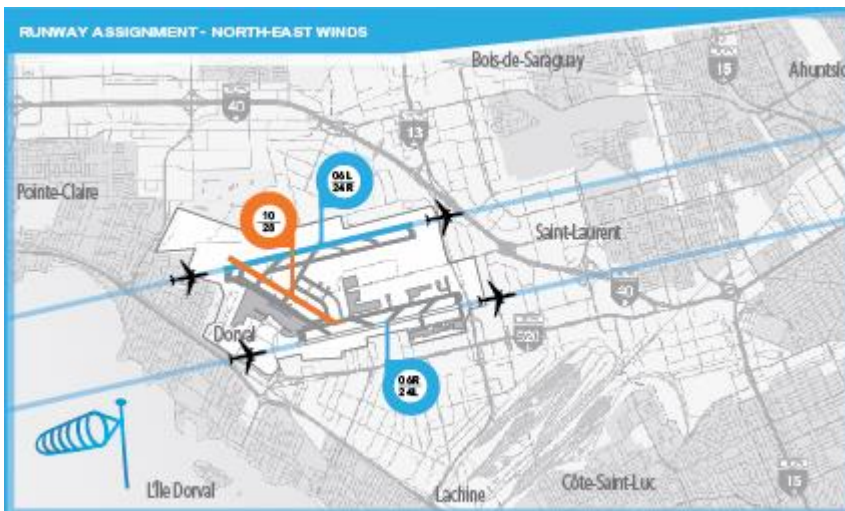 RUNWAY ASSIGNMENT - NORTH-EAST WINDS
Bois-de-Saraguay
15
Ahuntsic
40
13
Pointe-Claire
06L
24R
10
28
Saint-Laurent
40
Dorval
520
06R
24L
L'Île Dorval
Lachine
Côte-Saint-Luc
15